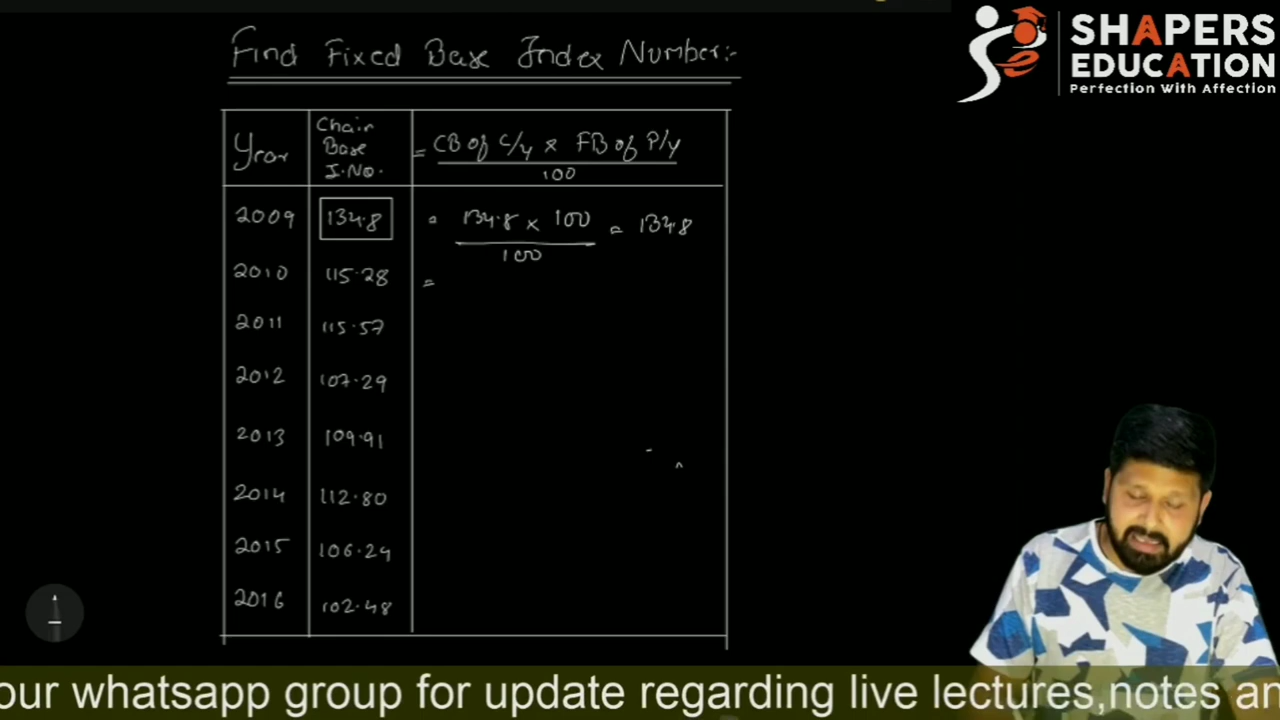 SHAPERS
EDUCATION
Perfection With Affection
Find Fixed Base Index Number:-
Year
Chain
Base
I.No.
= CB of C/y × FB of P/y
100
2009 134.8 = 134.8 × 100 = 134.8
100
2010 115.28 =
2011 115.57
2012 107.29
2013 109.91
2014 112.80
2015 106.24
2016 102.48
our whatsapp group for update regarding live lectures,notes an